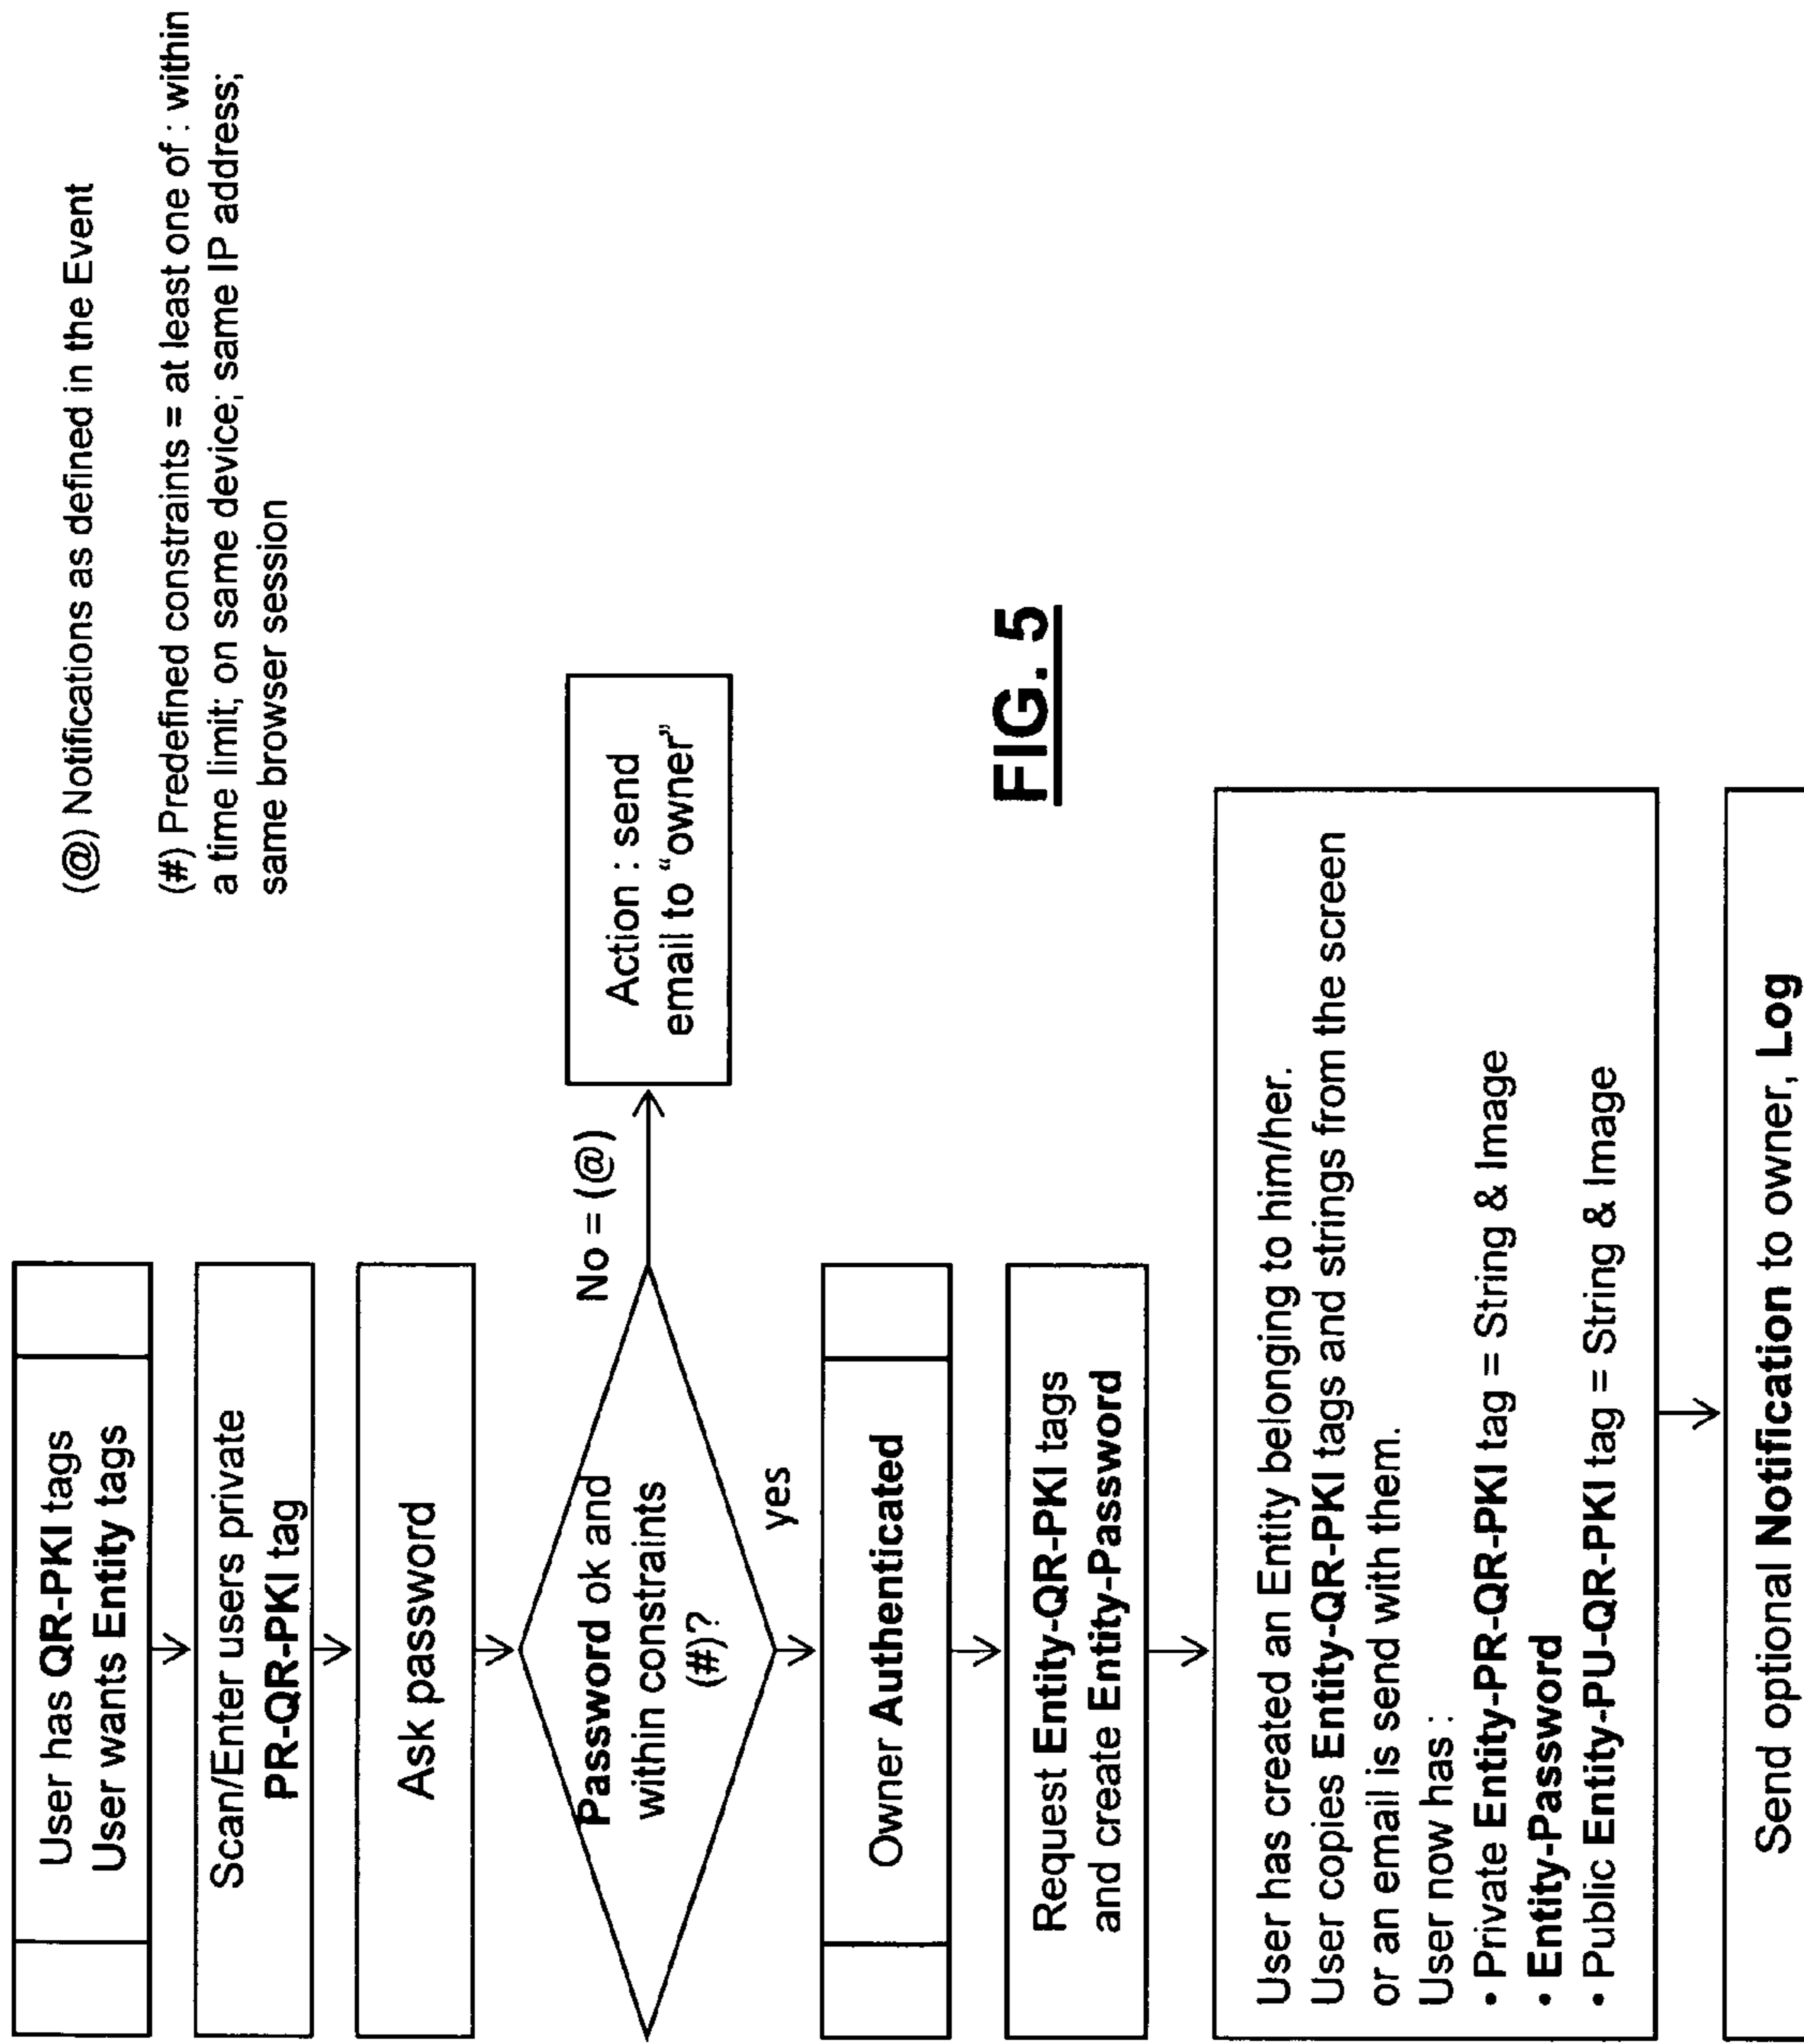 User has QR-PKI tags
User wants Entity tags
Scan/Enter users private
PR-QR-PKI tag
Ask password
Password ok and
within constraints
(#)?
No = (@)
Action : send
email to “owner”
yes
Owner Authenticated
Request Entity-QR-PKI tags
and create Entity-Password
User has created an Entity belonging to him/her.
User copies Entity-QR-PKI tags and strings from the screen
or an email is send with them.
User now has :
• Private Entity-PR-QR-PKI tag = String & Image
• Entity-Password
• Public Entity-PU-QR-PKI tag = String & Image
Send optional Notification to owner, Log
(@) Notifications as defined in the Event
(#) Predefined constraints = at least one of : within
a time limit; on same device; same IP address;
same browser session
FIG. 5